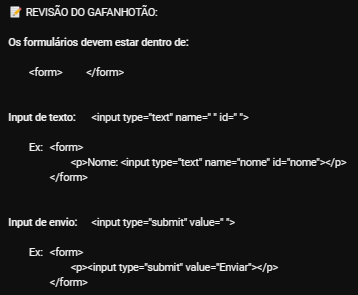 📝 REVISÃO DO GAFANHOTÃO:
Os formulários devem estar dentro de:
<form> </form>
Input de texto: <input type="text" name=" " id=" ">
Ex: <form>
<p>Nome: <input type="text" name="nome" id="nome"></p>
</form>
Input de envio: <input type="submit" value=" ">
Ex: <form>
<p><input type="submit" value="Enviar"></p>
</form>